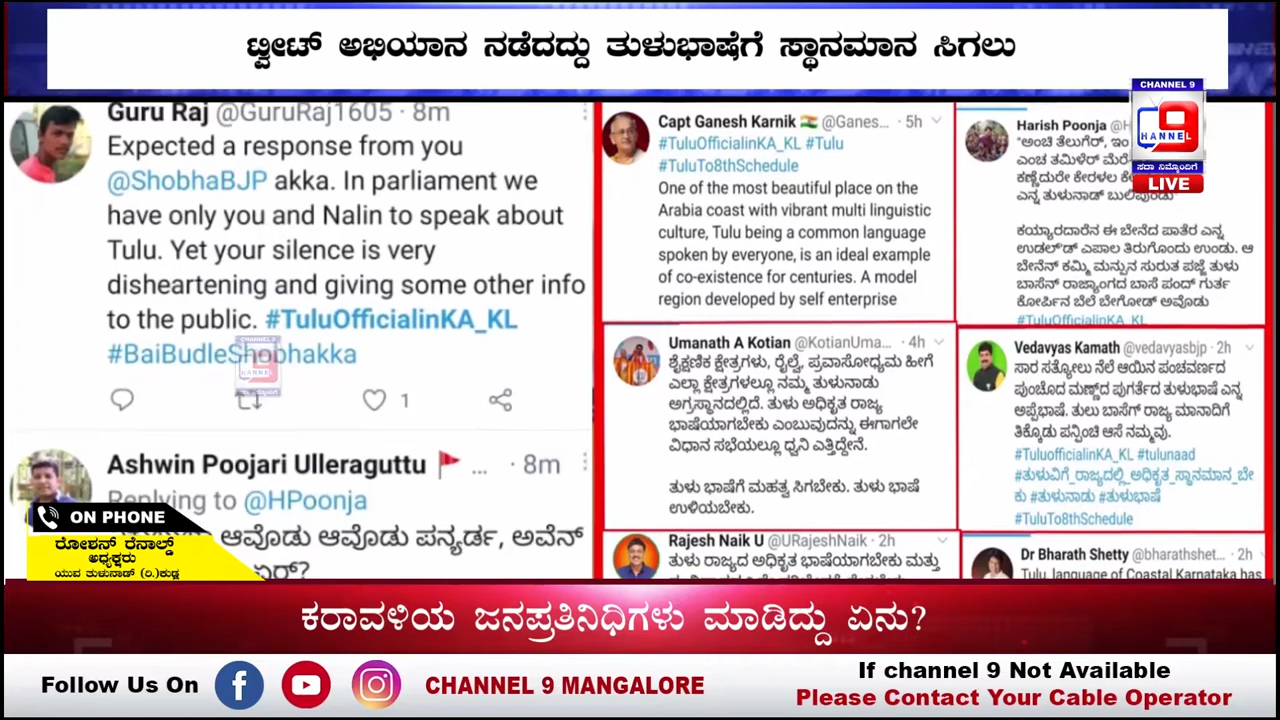 ಟ್ವೀಟ್ ಅಭಿಯಾನ ನಡೆದದ್ದು ತುಳುಭಾಷೆಗೆ ಸ್ಥಾನಮಾನ ಸಿಗಲು
Guru Raj @GuruRaj1605 · 8m
Expected a response from you
@ShobhaBJP akka. In parliament we
have only you and Nalin to speak about
Tulu. Yet your silence is very
disheartening and giving some other info
to the public. #TuluOfficialinKA_KL
#BaiBudleShobhakka
1
Ashwin Poojari Ulleraguttu ... · 8m
Replying to @HPoonja
ಆವೊಡು ಆವೊಡು ಪನ್ಯರ್ಡ, ಅವೆನ್
Capt Ganesh Karnik @Ganes... · 5h
#TuluOfficialinKA_KL #Tulu
#TuluTo8thSchedule
One of the most beautiful place on the
Arabia coast with vibrant multi linguistic
culture, Tulu being a common language
spoken by everyone, is an ideal example
of co-existence for centuries. A model
region developed by self enterprise
Umanath A Kotian @KotianUma... · 4h
ಶೈಕ್ಷಣಿಕ ಕ್ಷೇತ್ರಗಳು, ರೈಲ್ವೆ, ಪ್ರವಾಸೋಧ್ಯಮ ಹೀಗೆ
ಎಲ್ಲಾ ಕ್ಷೇತ್ರಗಳಲ್ಲೂ ನಮ್ಮ ತುಳುನಾಡು
ಅಗ್ರಸ್ಥಾನದಲ್ಲಿದೆ. ತುಳು ಅಧಿಕೃತ ರಾಜ್ಯ
ಭಾಷೆಯಾಗಬೇಕು ಎಂಬುವುದನ್ನು ಈಗಾಗಲೇ
ವಿಧಾನ ಸಭೆಯಲ್ಲೂ ಧ್ವನಿ ಎತ್ತಿದ್ದೇನೆ.
ತುಳು ಭಾಷೆಗೆ ಮಹತ್ವ ಸಿಗಬೇಕು. ತುಳು ಭಾಷೆ
ಉಳಿಯಬೇಕು.
Rajesh Naik U @URajeshNaik · 2h
ತುಳು ರಾಜ್ಯದ ಅಧಿಕೃತ ಭಾಷೆಯಾಗಬೇಕು ಮತ್ತು
Harish Poonja @H
"ಅಂಚಿ ತೆಲುಗೆರ್, ಇಂ
ಎಂಚ ತಮಿಳೆರ್ ಮೆರೆ
ಕಣ್ಣೆದುರೇ ಕೇರಳಲ ಕೆ
ಎನ್ನ ತುಳುನಾಡ್ ಬುಲಿಪುಂಡು"
ಕಯ್ಯಾರದಾರೆನ ಈ ಬೇನೆದ ಪಾತೆರ ಎನ್ನ
ಉಡಲ್'ಡ್ ಎಪಾಲ ತಿರುಗೊಂದು ಉಂಡು. ಆ
ಬೇನೆನ್ ಕಮ್ಮಿ ಮನ್ಪುನ ಸುರುತ ಪಜ್ಜೆ ತುಳು
ಬಾಸೆನ್ ರಾಜ್ಯಾಂಗದ ಬಾಸೆ ಪಂದ್ ಗುರ್ತ
ಕೋರ್ಪಿನ ಬೆಲೆ ಬೇಗೋಡ್ ಅವೊಡು
#TuluOfficialinKA_KL
Vedavyas Kamath @vedavyasbjp · 2h
ಸಾರ ಸತ್ಯೋಲು ನೆಲೆ ಆಯಿನ ಪಂಚವರ್ಣದ
ಪುಂಚೊದ ಮಣ್ಣ್‌ದ ಪುಗರ್ತೆದ ತುಳುಭಾಷೆ ಎನ್ನ
ಅಪ್ಪೆಭಾಷೆ. ತುಲು ಬಾಸೆಗ್ ರಾಜ್ಯ ಮಾನಾದಿಗೆ
ತಿಕ್ಕೊಡು ಪನ್ಪಿಂಚಿ ಆಸೆ ನಮ್ಮವು.
#TuluofficialinKA_KL #tulunaad
#ತುಳುವಿಗೆ_ರಾಜ್ಯದಲ್ಲಿ_ಅಧಿಕೃತ_ಸ್ಥಾನಮಾನ_ಬೇ
ಕು #ತುಳುನಾಡು #ತುಳುಭಾಷೆ
#TuluTo8thSchedule
Dr Bharath Shetty @bharathshet... · 2h
Tulu, language of Coastal Karnataka has
CHANNEL 9
9
HANNEL
ಸದಾ ನಿಮ್ಮೊಂದಿಗೆ
LIVE
ON PHONE
ರೋಶನ್ ರೆನಾಲ್ಡ್
ಅಧ್ಯಕ್ಷರು
ಯುವ ತುಳುನಾಡ್ (ರಿ.)ಕುಡ್ಲ
ಕರಾವಳಿಯ ಜನಪ್ರತಿನಿಧಿಗಳು ಮಾಡಿದ್ದು ಏನು?
Follow Us On
CHANNEL 9 MANGALORE
If channel 9 Not Available
Please Contact Your Cable Operator